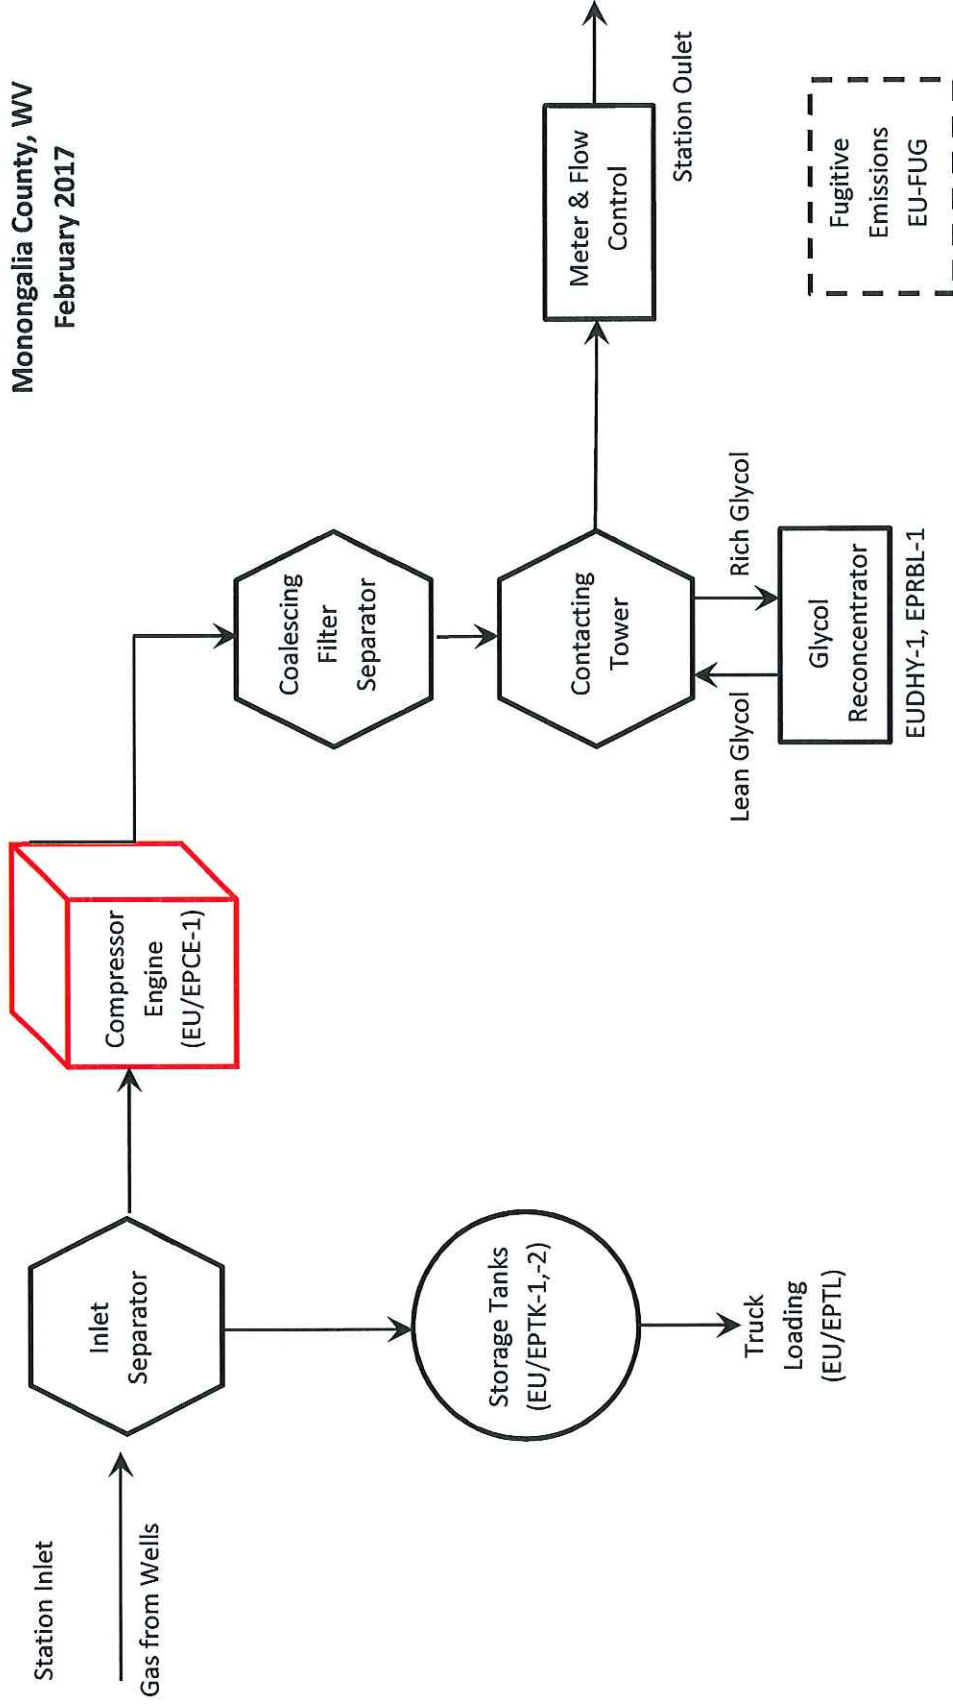 Monongalia County, WV
February 2017
Station Inlet
Gas from Wells
Inlet
Separator
Compressor
Engine
(EU/EPCE-1)
Storage Tanks
(EU/EPTK-1,-2)
Truck
Loading
(EU/EPTL)
Coalescing
Filter
Separator
Contacting
Tower
Lean Glycol
Rich Glycol
Glycol
Reconcentrator
EUDHY-1, EPRBL-1
Meter & Flow
Control
Station Oulet
Fugitive
Emissions
EU-FUG